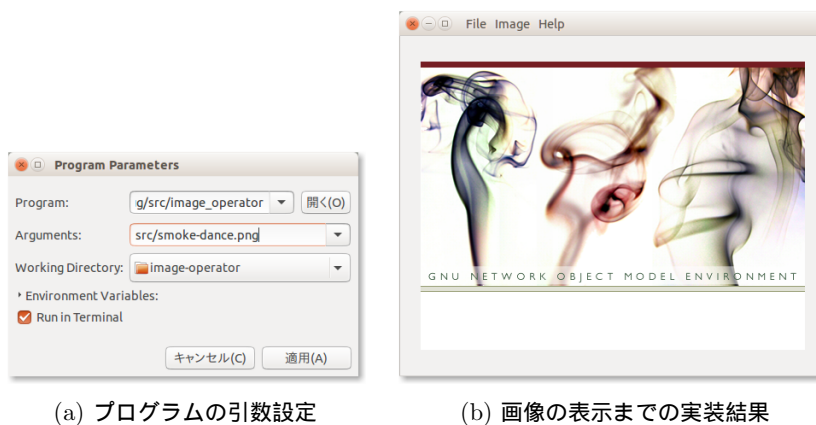 File Image Help
GNU NETWORK OBJECT MODEL ENVIRONMENT
Program Parameters
Program: g/src/image_operator 開く(O)
Arguments: src/smoke-dance.png
Working Directory: image-operator
Environment Variables:
Run in Terminal
キャンセル(C) 適用(A)
(a) プログラムの引数設定
(b) 画像の表示までの実装結果